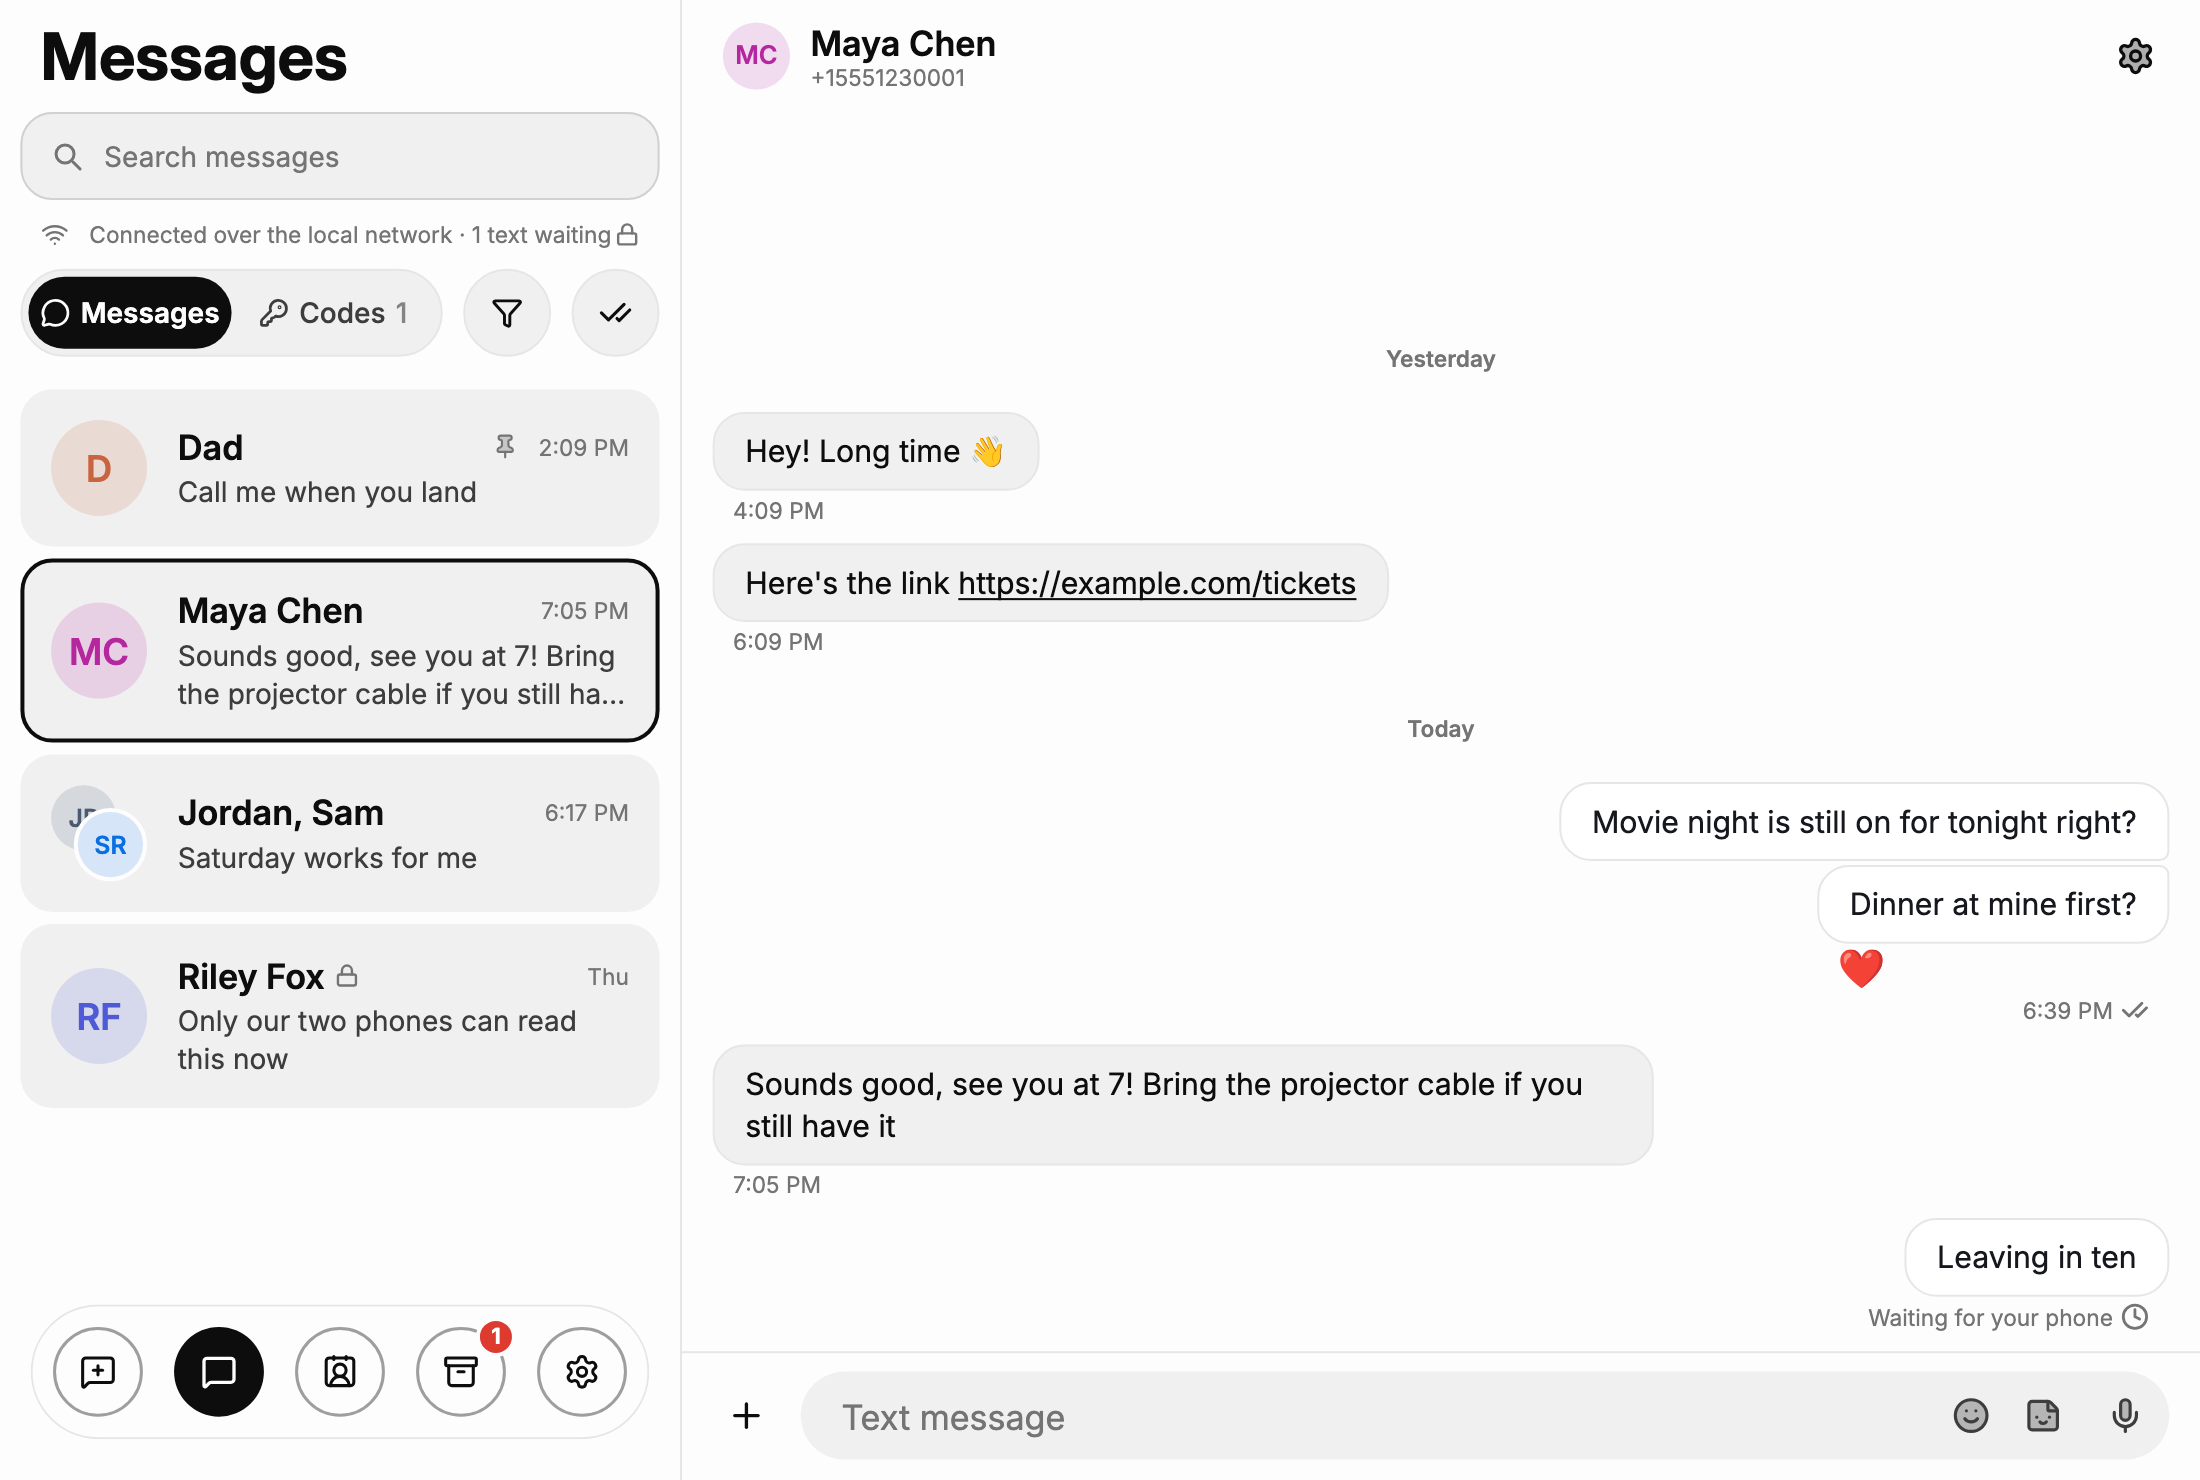 Messages
Search messages
Connected over the local network · 1 text waiting
Messages
Codes 1
D
Dad
2:09 PM
Call me when you land
MC
Maya Chen
7:05 PM
Sounds good, see you at 7! Bring
the projector cable if you still ha...
SR
Jordan, Sam
6:17 PM
Saturday works for me
RF
Riley Fox
Thu
Only our two phones can read
this now
1
MC
Maya Chen
+15551230001
Yesterday
Hey! Long time 👋
4:09 PM
Here's the link https://example.com/tickets
6:09 PM
Today
Movie night is still on for tonight right?
Dinner at mine first?
❤️
6:39 PM
Sounds good, see you at 7! Bring the projector cable if you
still have it
7:05 PM
Leaving in ten
Waiting for your phone
Text message